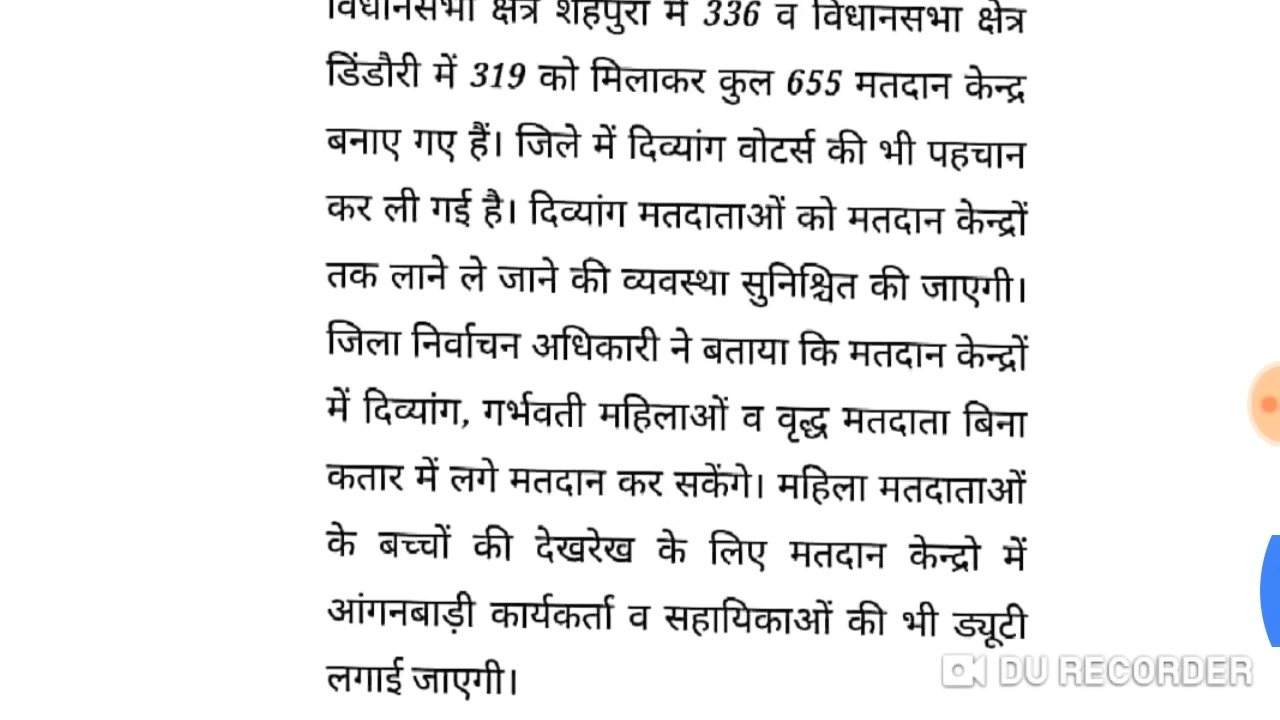 विधानसभा क्षेत्र शहपुरा में 336 व विधानसभा क्षेत्र
डिंडौरी में 319 को मिलाकर कुल 655 मतदान केन्द्र
बनाए गए हैं। जिले में दिव्यांग वोटर्स की भी पहचान
कर ली गई है। दिव्यांग मतदाताओं को मतदान केन्द्रों
तक लाने ले जाने की व्यवस्था सुनिश्चित की जाएगी।
जिला निर्वाचन अधिकारी ने बताया कि मतदान केन्द्रों
में दिव्यांग, गर्भवती महिलाओं व वृद्ध मतदाता बिना
कतार में लगे मतदान कर सकेंगे। महिला मतदाताओं
के बच्चों की देखरेख के लिए मतदान केन्द्रो में
आंगनबाड़ी कार्यकर्ता व सहायिकाओं की भी ड्यूटी
लगाई जाएगी।
DU RECORDER